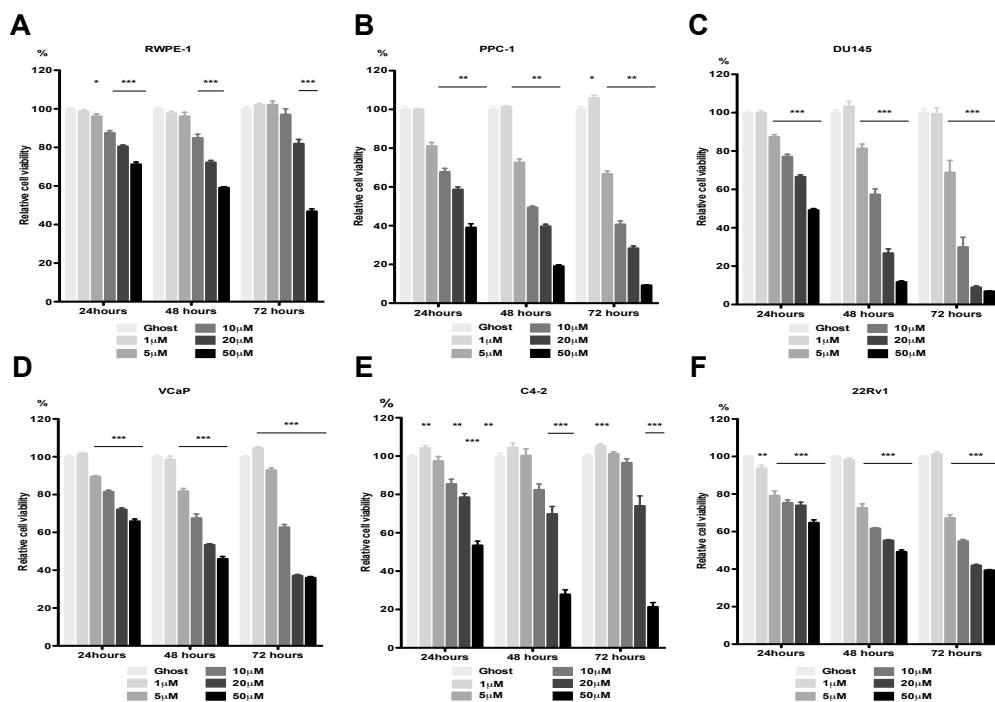 A
RWPE-1
%
* *** *** ***
120
100
80
60
40
20
0
Relative cell viability
24hours 48 hours 72 hours
Ghost 10μM
1μM 20μM
5μM 50μM
B
PPC-1
%
** ** * **
120
100
80
60
40
20
0
Relative cell viability
24hours 48 hours 72 hours
Ghost 10μM
1μM 20μM
5μM 50μM
C
DU145
%
*** *** ***
120
100
80
60
40
20
0
Relative cell viability
24hours 48 hours 72 hours
Ghost 10μM
1μM 20μM
5μM 50μM
D
VCaP
%
*** *** ***
120
100
80
60
40
20
0
Relative cell viability
24hours 48 hours 72 hours
Ghost 10μM
1μM 20μM
5μM 50μM
E
C4-2
%
** ** *** ** *** *** ***
120
100
80
60
40
20
0
Relative cell viability
24hours 48 hours 72 hours
Ghost 10μM
1μM 20μM
5μM 50μM
F
22Rv1
%
** *** *** ***
120
100
80
60
40
20
0
Relative cell viability
24hours 48 hours 72 hours
Ghost 10μM
1μM 20μM
5μM 50μM